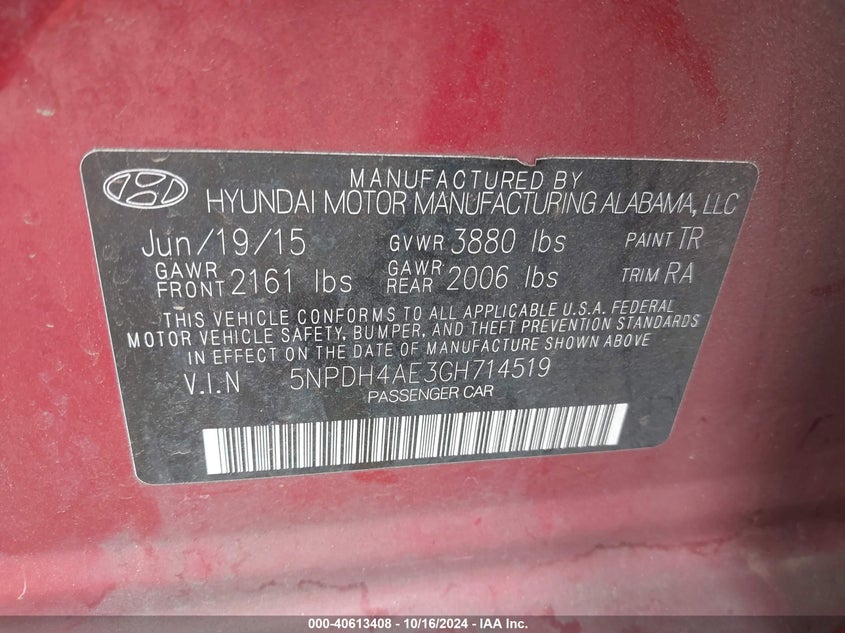 MANUFACTURED BY
HYUNDAI MOTOR MANUFACTURING ALABAMA, LLC
Jun/19/15 GVWR 3880 lbs PAINT TR
GAWR FRONT 2161 lbs GAWR REAR 2006 lbs TRIM RA
THIS VEHICLE CONFORMS TO ALL APPLICABLE U.S.A. FEDERAL
MOTOR VEHICLE SAFETY, BUMPER, AND THEFT PREVENTION STANDARDS
IN EFFECT ON THE DATE OF MANUFACTURE SHOWN ABOVE
V.I.N 5NPDH4AE3GH714519
PASSENGER CAR
000-40613408 - 10/16/2024 - IAA Inc.